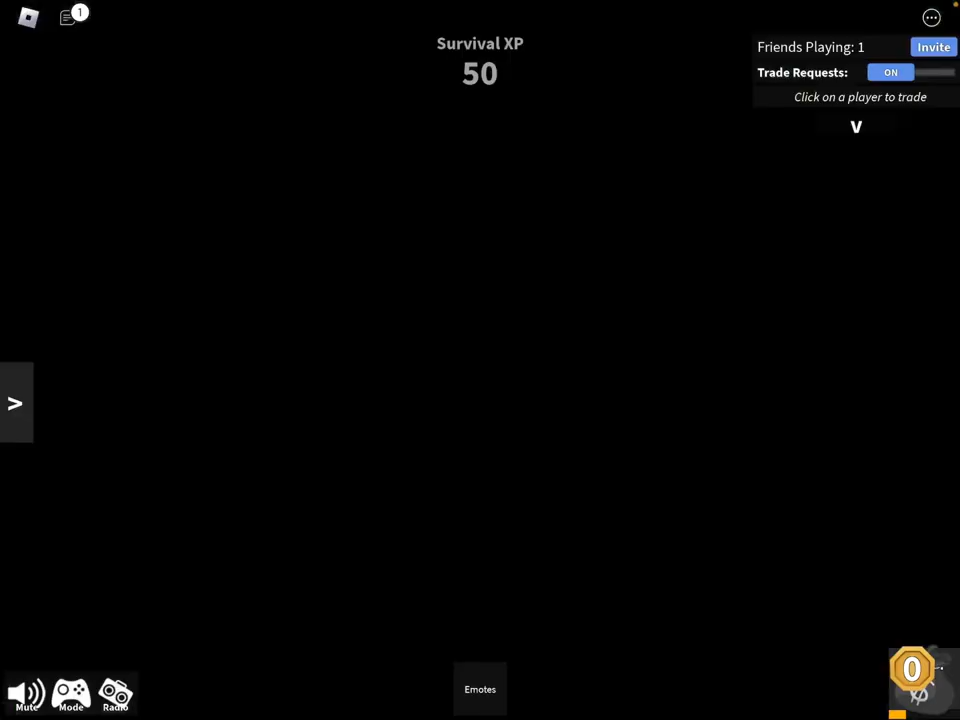 1
Survival XP
50
Friends Playing: 1
Invite
Trade Requests:
ON
Click on a player to trade
V
>
Mute
Mode
Radio
Emotes
0